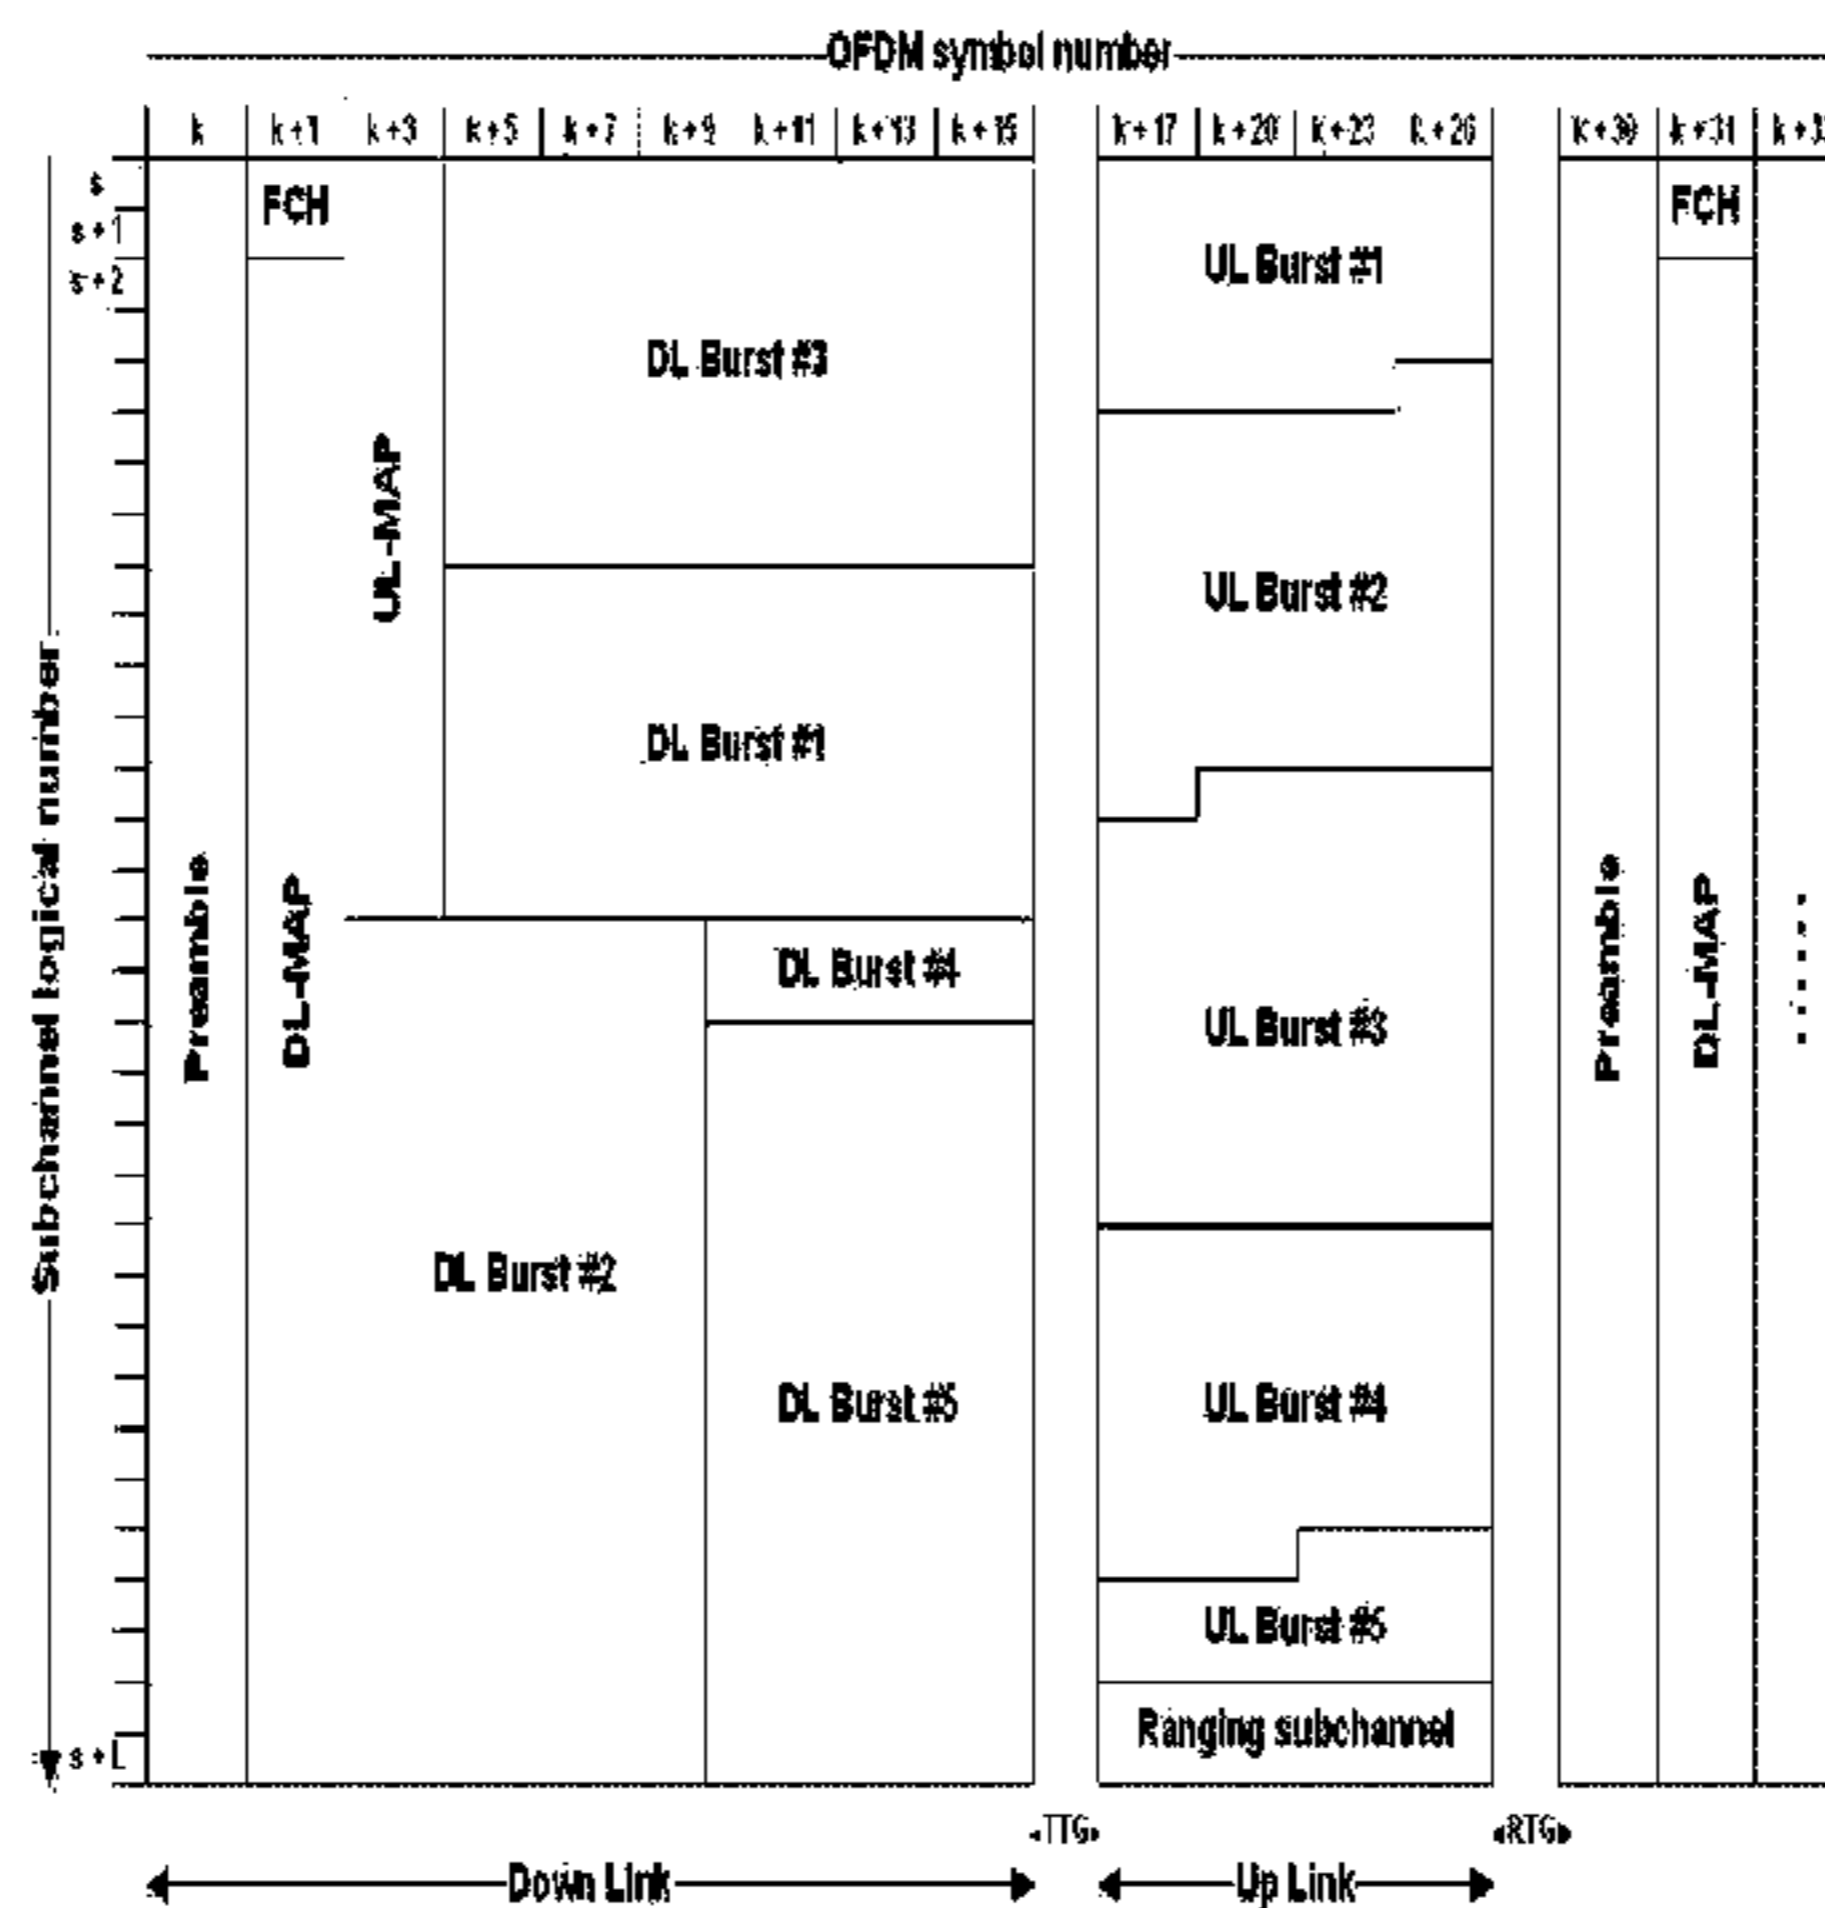 OFDM symbol number
k k+1 k+3 k+5 k+7 k+9 k+11 k+13 k+15 k+17 k+20 k+23 k+26 k+30 k+31
s
s+1
s+2
s+L
Subchannel logical number
Preamble
FCH
DL-MAP
UL-MAP
DL Burst #3
DL Burst #1
DL Burst #4
DL Burst #2
DL Burst #5
UL Burst #1
UL Burst #2
UL Burst #3
UL Burst #4
UL Burst #5
Ranging subchannel
Preamble
FCH
DL-MAP
TTG
RTG
Down Link
Up Link